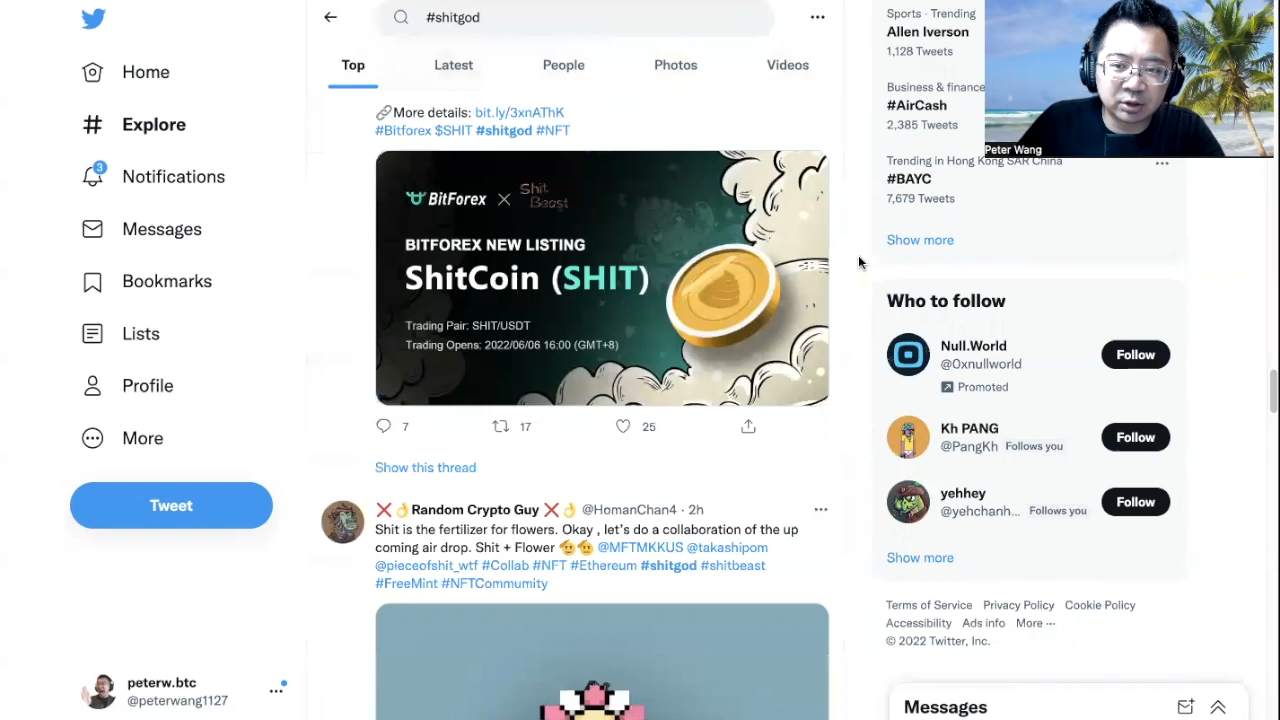 Home
Explore
3
Notifications
Messages
Bookmarks
Lists
Profile
More
Tweet
peterw.btc
@peterwang1127
#shitgod
Top Latest People Photos Videos
More details: bit.ly/3xnAThK
#Bitforex $SHIT #shitgod #NFT
BitForex Shit Beast
BITFOREX NEW LISTING
ShitCoin (SHIT)
Trading Pair: SHIT/USDT
Trading Opens: 2022/06/06 16:00 (GMT+8)
7 17 25
Show this thread
Random Crypto Guy @HomanChan4 · 2h
Shit is the fertilizer for flowers. Okay , let's do a collaboration of the up
coming air drop. Shit + Flower @MFTMKKUS @takashipom
@pieceofshit_wtf #Collab #NFT #Ethereum #shitgod #shitbeast
#FreeMint #NFTCommumity
Sports · Trending
Allen Iverson
1,128 Tweets
Business & finance
#AirCash
2,385 Tweets
Peter Wang
Trending in Hong Kong SAR China
#BAYC
7,679 Tweets
Show more
Who to follow
Null.World
@0xnullworld
Promoted
Follow
Kh PANG
@PangKh Follows you
Follow
yehhey
@yehchanh... Follows you
Follow
Show more
Terms of Service Privacy Policy Cookie Policy
Accessibility Ads info More ···
© 2022 Twitter, Inc.
Messages